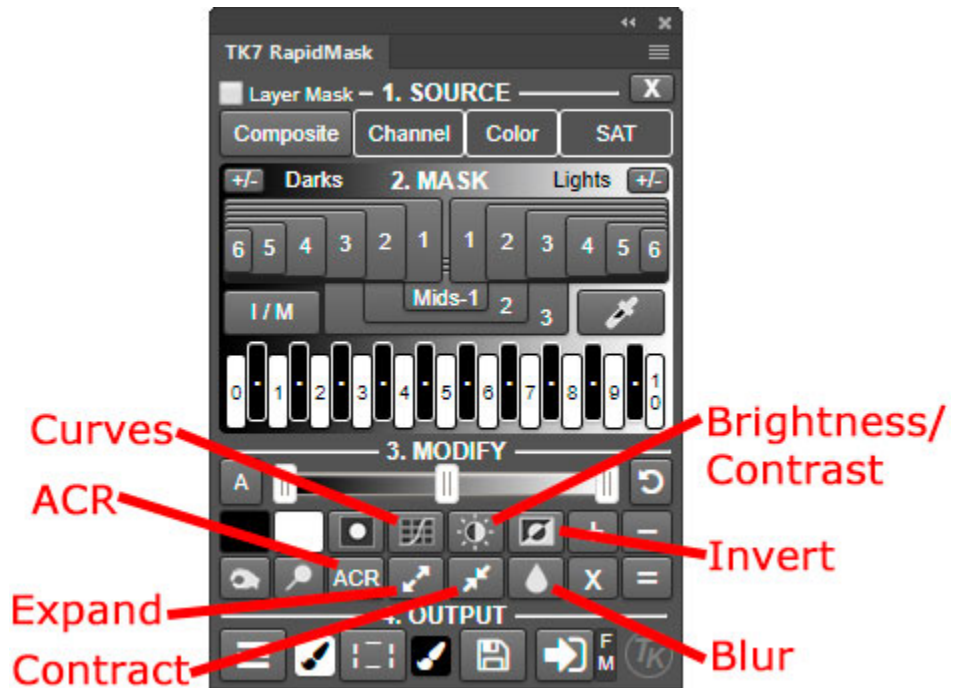 TK7 RapidMask
Layer Mask 1. SOURCE X
Composite Channel Color SAT
+/- Darks 2. MASK Lights +/-
6 5 4 3 2 1 1 2 3 4 5 6
I / M Mids-1 2 3
0 1 2 3 4 5 6 7 8 9 10
Curves
3. MODIFY
Brightness/
Contrast
A
ACR
+ −
Invert
ACR X =
Expand
4. OUTPUT
Contract
F
M
TK
Blur